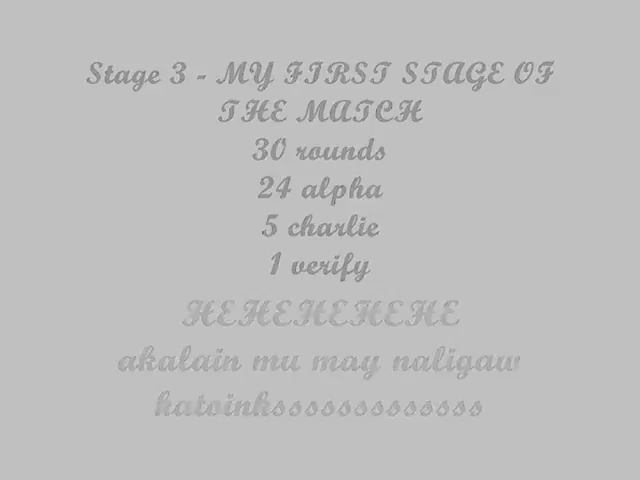 Stage 3 - MY FIRST STAGE OF
THE MATCH
30 rounds
24 alpha
5 charlie
1 verify
HEHEHEHEHE
akalain mu may naligaw
katoinksssssssssssss